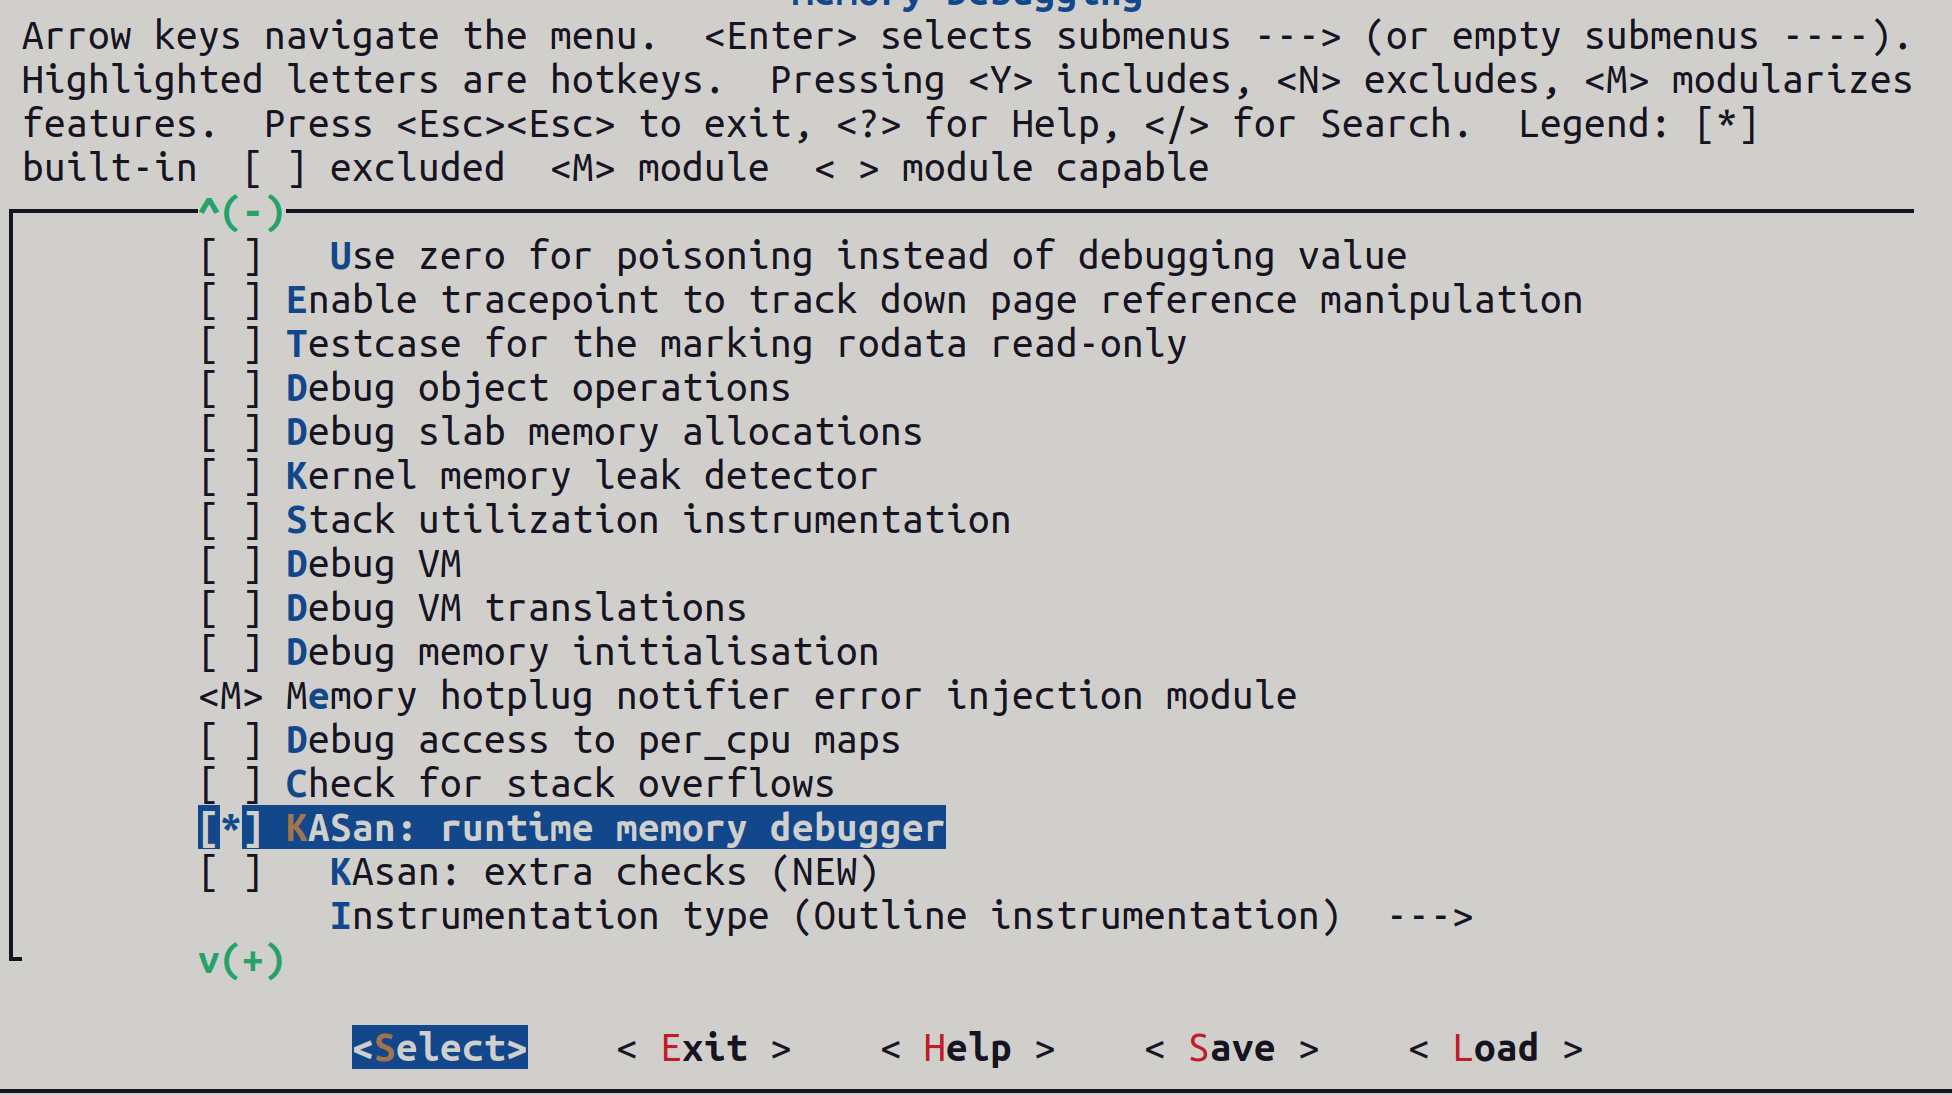 Memory Debugging
Arrow keys navigate the menu.  <Enter> selects submenus ---> (or empty submenus ----).
Highlighted letters are hotkeys.  Pressing <Y> includes, <N> excludes, <M> modularizes
features.  Press <Esc><Esc> to exit, <?> for Help, </> for Search.  Legend: [*]
built-in  [ ] excluded  <M> module  < > module capable
^(-)
[ ]   Use zero for poisoning instead of debugging value
[ ] Enable tracepoint to track down page reference manipulation
[ ] Testcase for the marking rodata read-only
[ ] Debug object operations
[ ] Debug slab memory allocations
[ ] Kernel memory leak detector
[ ] Stack utilization instrumentation
[ ] Debug VM
[ ] Debug VM translations
[ ] Debug memory initialisation
<M> Memory hotplug notifier error injection module
[ ] Debug access to per_cpu maps
[ ] Check for stack overflows
[*] KASan: runtime memory debugger
[ ]   KAsan: extra checks (NEW)
      Instrumentation type (Outline instrumentation)  --->
v(+)
<Select>    < Exit >    < Help >    < Save >    < Load >